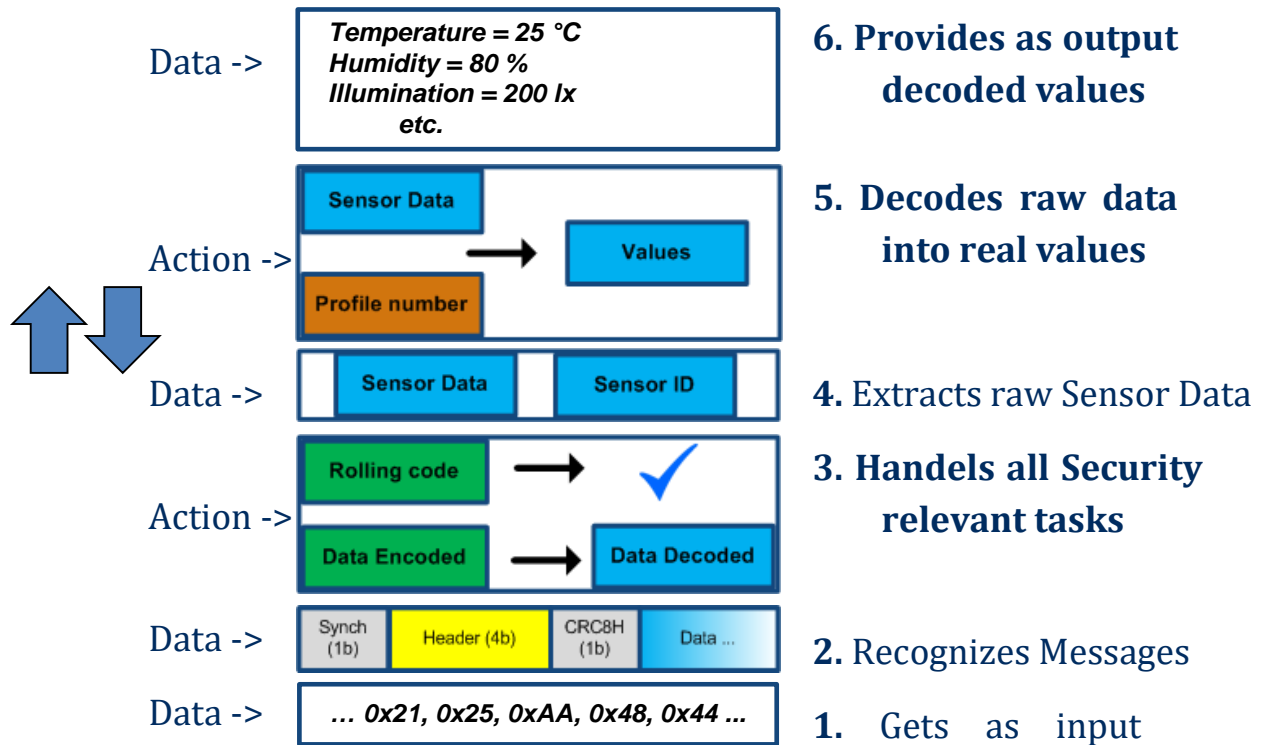 Data ->
Temperature = 25 °C
Humidity = 80 %
Illumination = 200 lx
etc.
6. Provides as output
decoded values
Action ->
Sensor Data
Profile number
Values
5. Decodes raw data
into real values
Data ->
Sensor Data
Sensor ID
4. Extracts raw Sensor Data
Action ->
Rolling code
Data Encoded
Data Decoded
3. Handels all Security
relevant tasks
Data ->
Synch
(1b)
Header (4b)
CRC8H
(1b)
Data ...
2. Recognizes Messages
Data ->
... 0x21, 0x25, 0xAA, 0x48, 0x44 ...
1. Gets as input